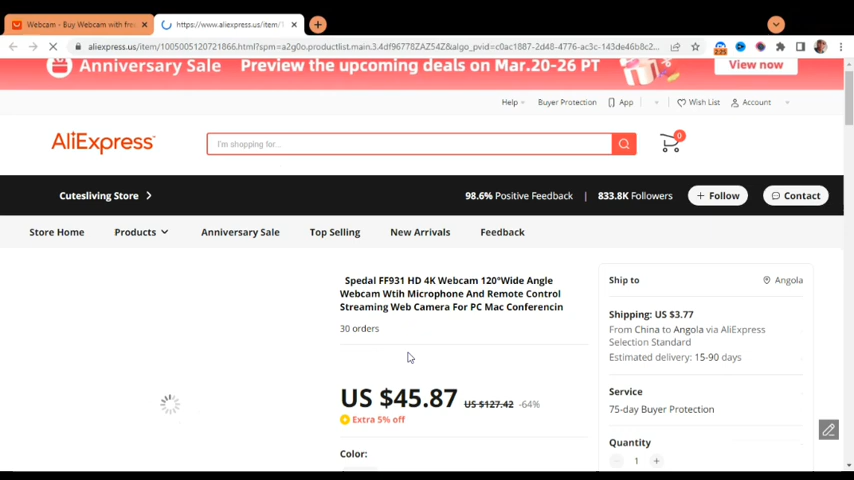 Webcam - Buy Webcam with free
https://www.aliexpress.us/item/1
aliexpress.us/item/1005005120721866.html?spm=a2g0o.productlist.main.3.4df96778ZAZ54Z&algo_pvid=c0ac1887-2d48-4776-ac3c-143de46b8c2...
Anniversary Sale Preview the upcoming deals on Mar.20-26 PT View now
Help Buyer Protection App Wish List Account
AliExpress
I'm shopping for...
0
Cutesliving Store
98.6% Positive Feedback | 833.8K Followers + Follow Contact
Store Home Products Anniversary Sale Top Selling New Arrivals Feedback
Spedal FF931 HD 4K Webcam 120°Wide Angle
Webcam Wtih Microphone And Remote Control
Streaming Web Camera For PC Mac Conferencin
30 orders
US $45.87 US $127.42 -64%
Extra 5% off
Color:
Ship to Angola
Shipping: US $3.77
From China to Angola via AliExpress
Selection Standard
Estimated delivery: 15-90 days
Service
75-day Buyer Protection
Quantity
1 +